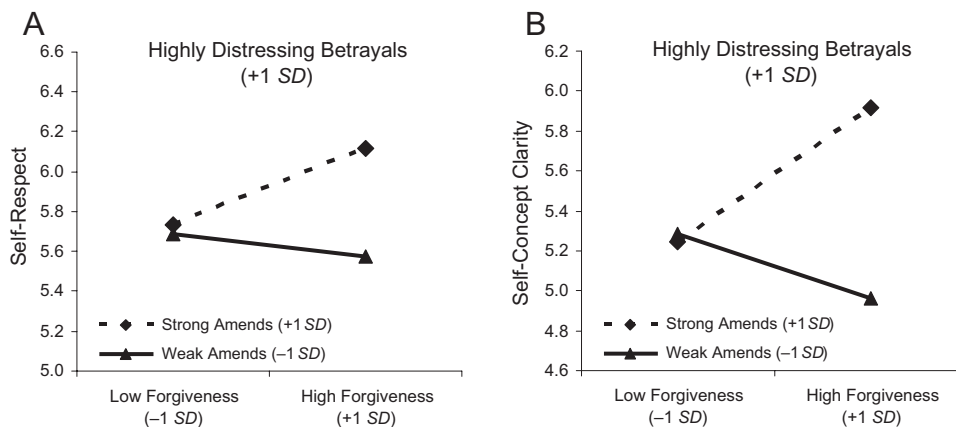 A
Highly Distressing Betrayals
(+1 SD)
Self-Respect
6.6
6.4
6.2
6.0
5.8
5.6
5.4
5.2
5.0
Strong Amends (+1 SD)
Weak Amends (–1 SD)
Low Forgiveness
(–1 SD)
High Forgiveness
(+1 SD)
B
Highly Distressing Betrayals
(+1 SD)
Self-Concept Clarity
6.2
6.0
5.8
5.6
5.4
5.2
5.0
4.8
4.6
Strong Amends (+1 SD)
Weak Amends (–1 SD)
Low Forgiveness
(–1 SD)
High Forgiveness
(+1 SD)